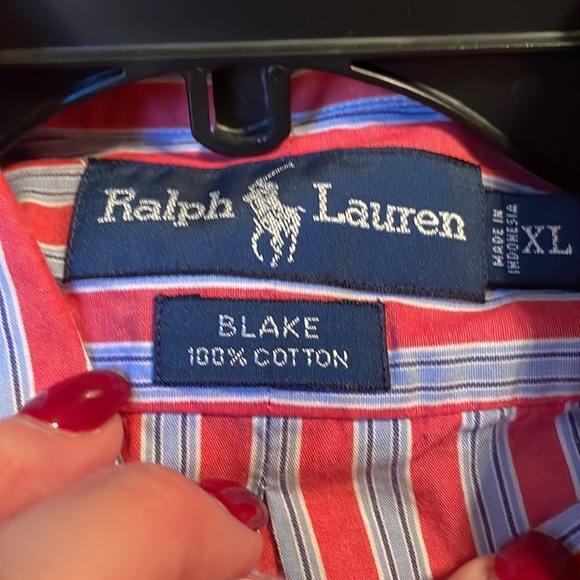 Ralph Lauren
MADE IN
INDONESIA
XL
BLAKE
100% COTTON